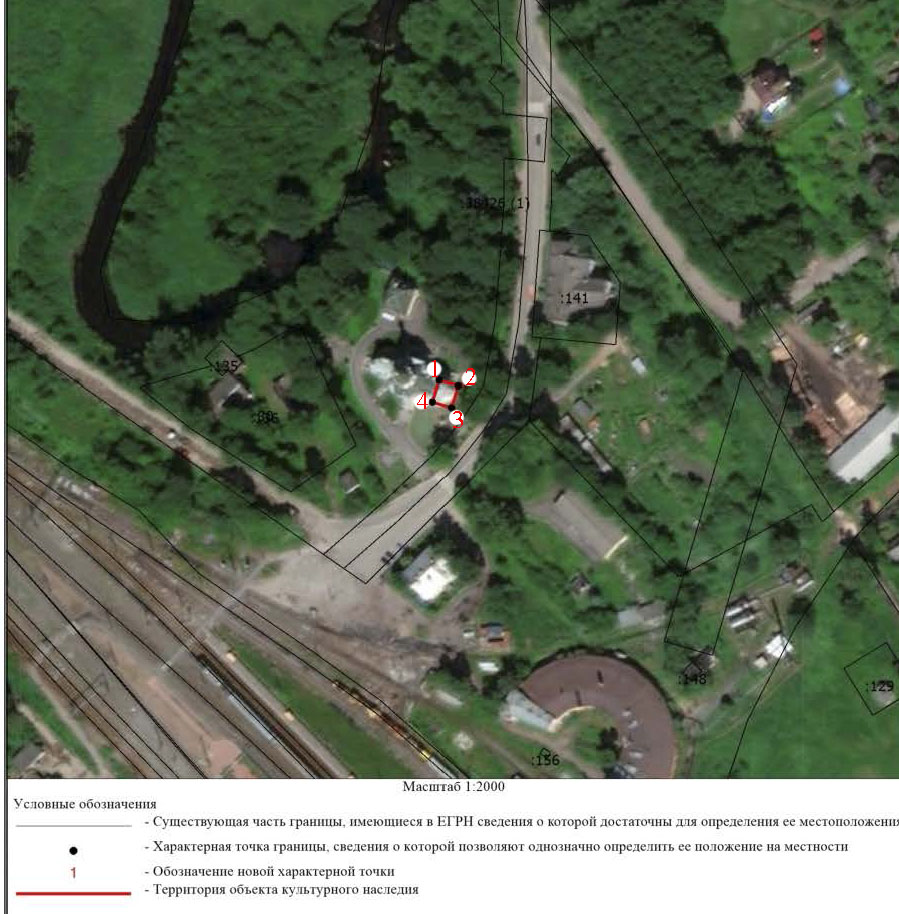 :38426 (1)
:141
:135
1
2
4
3
:148
:129
:156
Масштаб 1:2000
Условные обозначения
- Существующая часть границы, имеющиеся в ЕГРН сведения о которой достаточны для определения ее местоположения
- Характерная точка границы, сведения о которой позволяют однозначно определить ее положение на местности
1 - Обозначение новой характерной точки
- Территория объекта культурного наследия